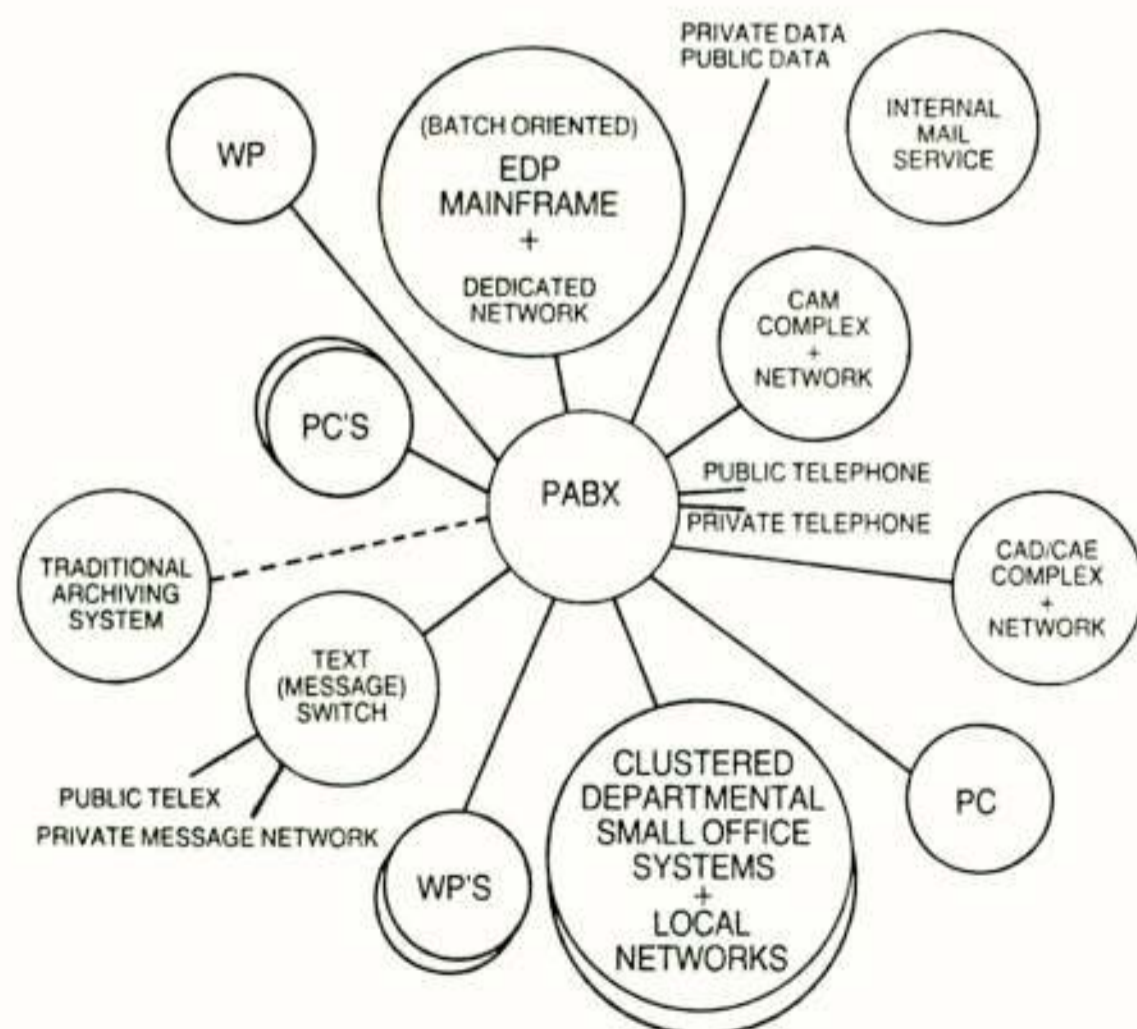 PRIVATE DATA
PUBLIC DATA
INTERNAL
MAIL
SERVICE
WP
(BATCH ORIENTED)
EDP
MAINFRAME
+
DEDICATED
NETWORK
CAM
COMPLEX
+
NETWORK
PC'S
PABX
PUBLIC TELEPHONE
PRIVATE TELEPHONE
TRADITIONAL
ARCHIVING
SYSTEM
CAD/CAE
COMPLEX
+
NETWORK
TEXT
(MESSAGE)
SWITCH
PUBLIC TELEX
PRIVATE MESSAGE NETWORK
WP'S
CLUSTERED
DEPARTMENTAL
SMALL OFFICE
SYSTEMS
+
LOCAL
NETWORKS
PC